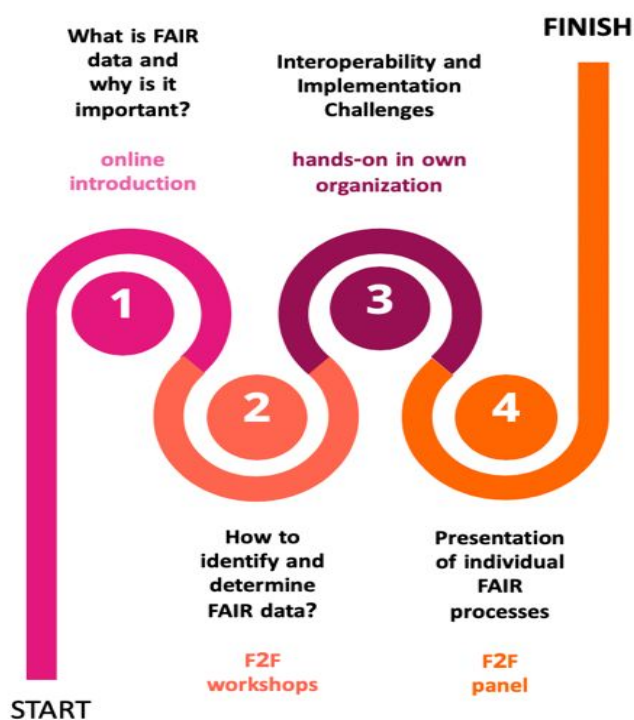 What is FAIR
data and
why is it
important?
online
introduction
Interoperability and
Implementation
Challenges
hands-on in own
organization
FINISH
1
3
2
4
How to
identify and
determine
FAIR data?
F2F
workshops
Presentation
of individual
FAIR
processes
F2F
panel
START